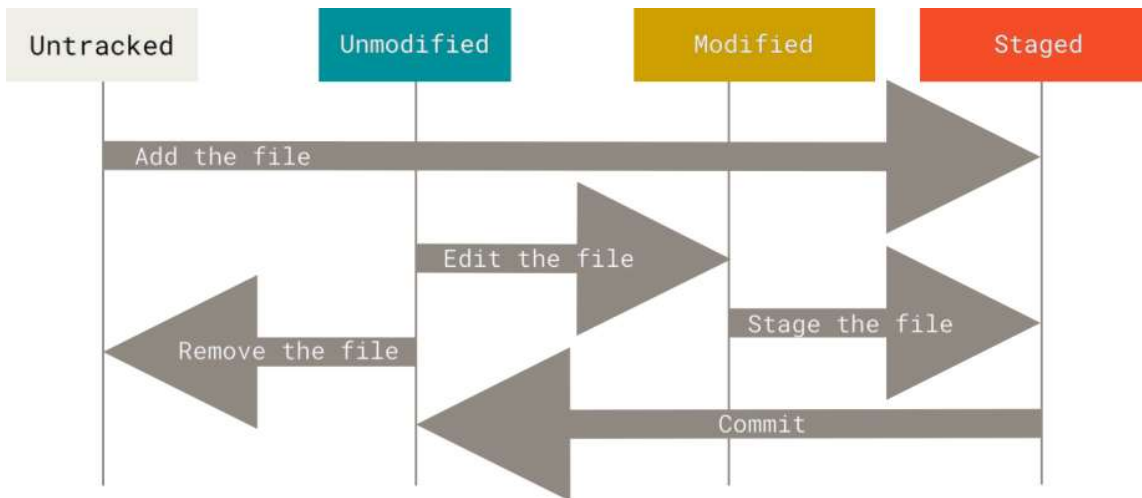 Untracked
Unmodified
Modified
Staged
Add the file
Edit the file
Stage the file
Remove the file
Commit